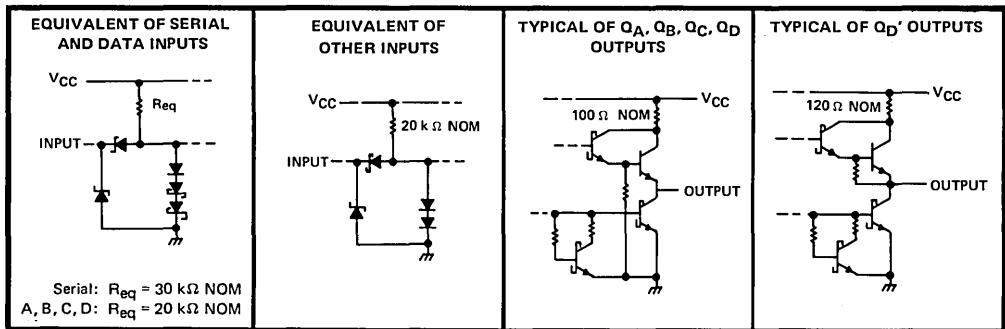 EQUIVALENT OF SERIAL
AND DATA INPUTS
VCC
Req
INPUT
Serial: Req = 30 kΩ NOM
A, B, C, D: Req = 20 kΩ NOM
EQUIVALENT OF
OTHER INPUTS
VCC
20 kΩ NOM
INPUT
TYPICAL OF QA, QB, QC, QD
OUTPUTS
VCC
100 Ω NOM
OUTPUT
TYPICAL OF QD' OUTPUTS
VCC
120 Ω NOM
OUTPUT